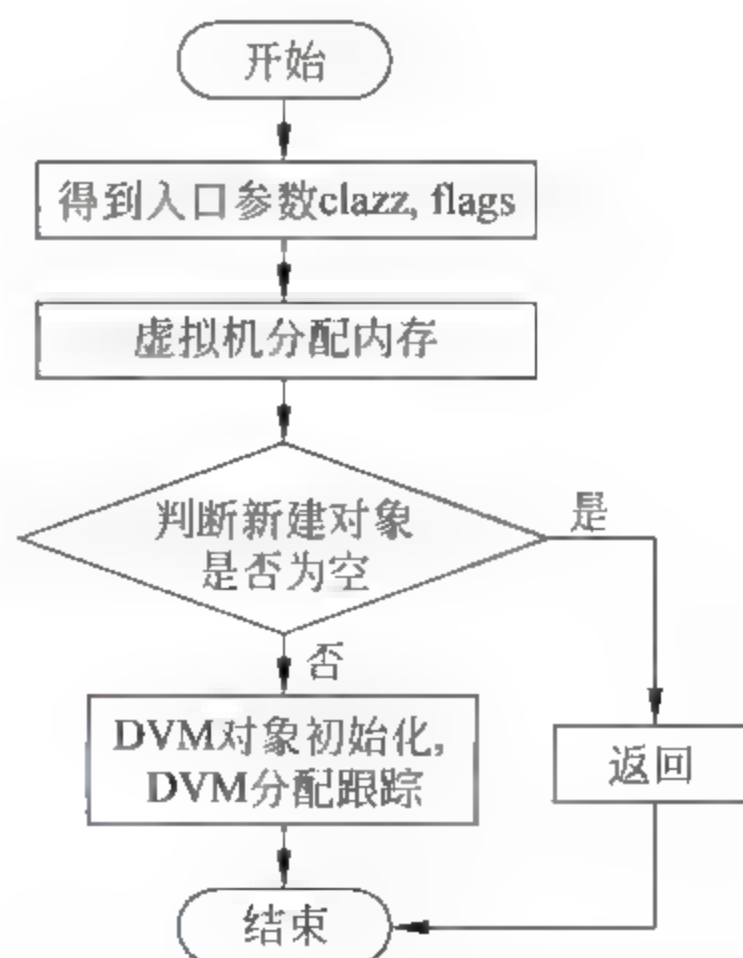 开始
得到入口参数clazz, flags
虚拟机分配内存
判断新建对象
是否为空
是
否
DVM对象初始化,
DVM分配跟踪
返回
结束